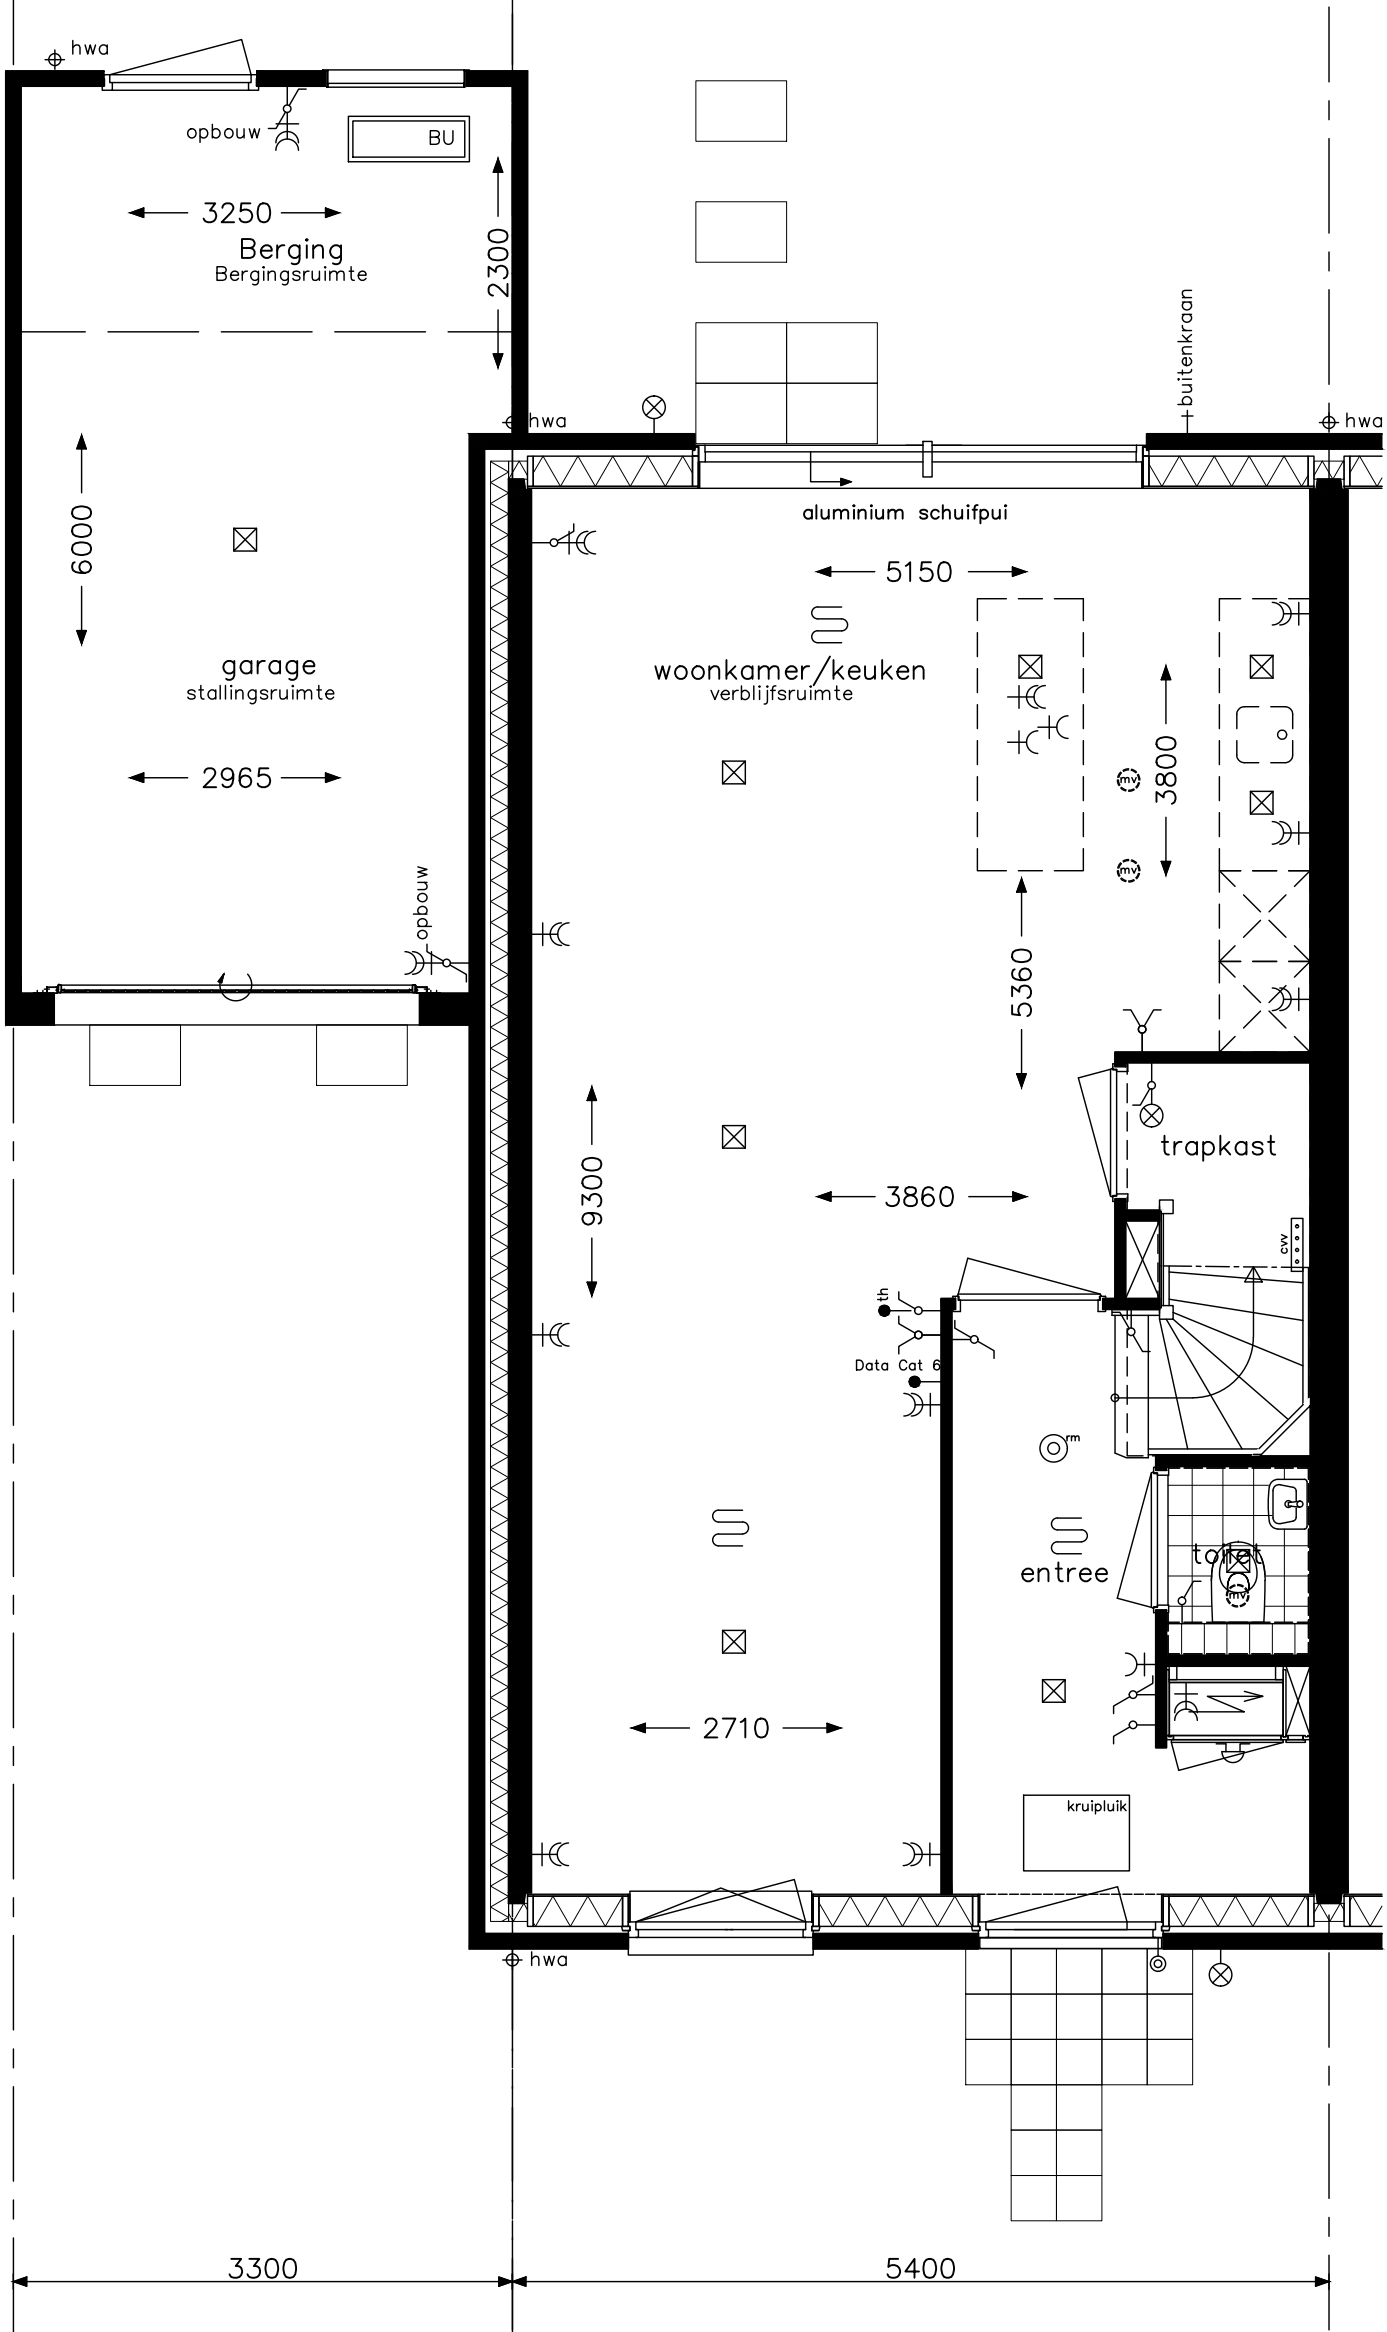 hwa
opbouw
BU
3250
Berging
Bergingsruimte
2300
buitenkraan
hwa
hwa
aluminium schuifpui
6000
5150
garage
stallingsruimte
woonkamer/keuken
verblijfsruimte
2965
mv
3800
mv
opbouw
5360
trapkast
9300
3860
cvv
th
Data Cat 6
rm
toilet
entree
mv
2710
kruipluik
hwa
3300
5400